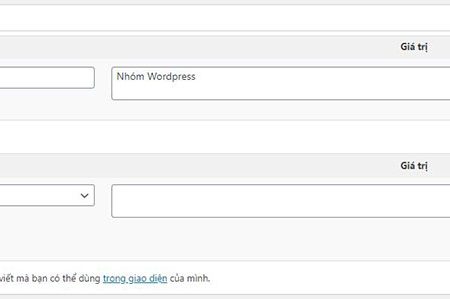 Giá trị
Nhóm Wordpress
Giá trị
viết mà bạn có thể dùng trong giao diện của mình.